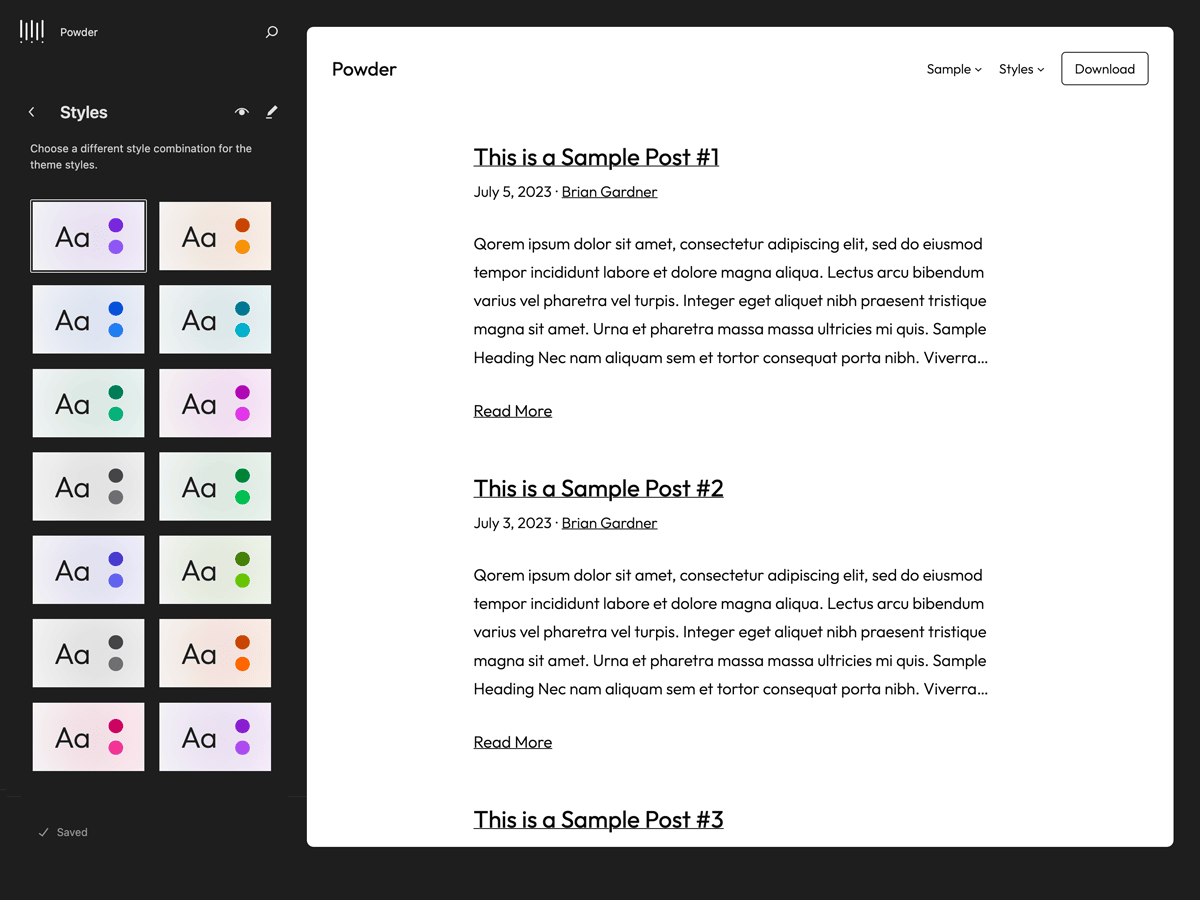 Powder
Styles
Choose a different style combination for the
theme styles.
Aa
Aa
Aa
Aa
Aa
Aa
Aa
Aa
Aa
Aa
Aa
Aa
Aa
Aa
Saved
Powder
Sample
Styles
Download
This is a Sample Post #1
July 5, 2023 · Brian Gardner
Qorem ipsum dolor sit amet, consectetur adipiscing elit, sed do eiusmod
tempor incididunt labore et dolore magna aliqua. Lectus arcu bibendum
varius vel pharetra vel turpis. Integer eget aliquet nibh praesent tristique
magna sit amet. Urna et pharetra massa massa ultricies mi quis. Sample
Heading Nec nam aliquam sem et tortor consequat porta nibh. Viverra…
Read More
This is a Sample Post #2
July 3, 2023 · Brian Gardner
Qorem ipsum dolor sit amet, consectetur adipiscing elit, sed do eiusmod
tempor incididunt labore et dolore magna aliqua. Lectus arcu bibendum
varius vel pharetra vel turpis. Integer eget aliquet nibh praesent tristique
magna sit amet. Urna et pharetra massa massa ultricies mi quis. Sample
Heading Nec nam aliquam sem et tortor consequat porta nibh. Viverra…
Read More
This is a Sample Post #3